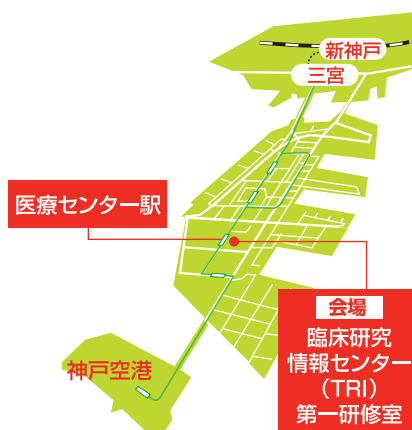 新神戸
三宮
医療センター駅
会場
臨床研究
情報センター
（TRI）
第一研修室
神戸空港